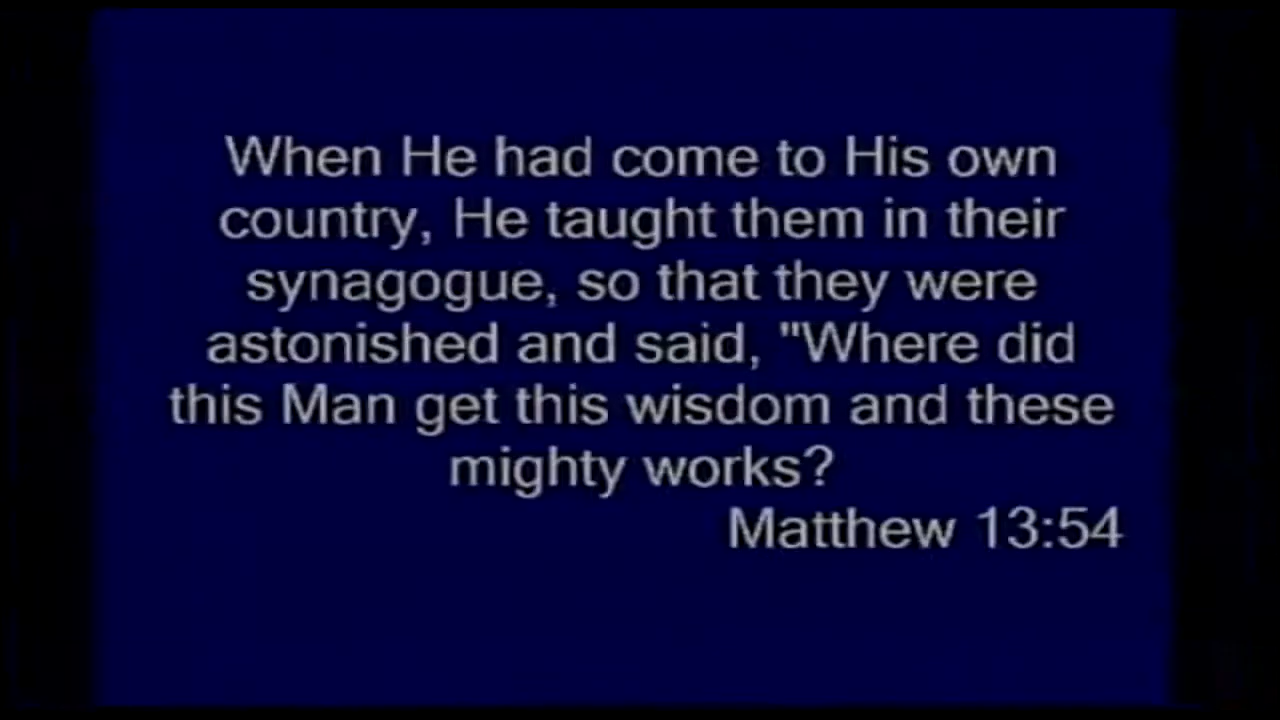 When He had come to His own
country, He taught them in their
synagogue, so that they were
astonished and said, "Where did
this Man get this wisdom and these
mighty works?
Matthew 13:54